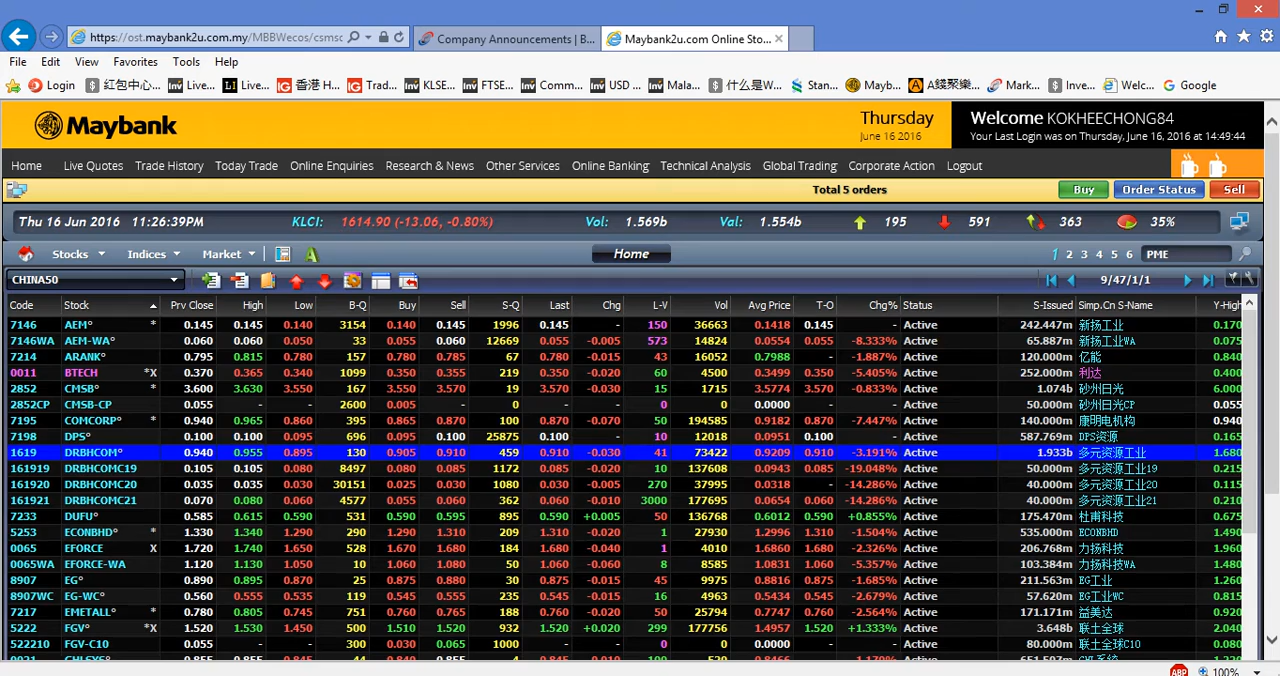 https://ost.maybank2u.com.my/MBBWecos/csmsc Company Announcements | B... Maybank2u.com Online Sto...
File Edit View Favorites Tools Help
Login 红包中心... Live... Live... 香港 H... Trad... KLSE... FTSE... Comm... USD ... Mala... 什么是W... Stan... Mayb... A錢聚樂... Mark... Inve... Welc... Google
Maybank
Thursday
June 16 2016
Welcome KOKHEECHONG84
Your Last Login was on Thursday, June 16, 2016 at 14:49:44
Home Live Quotes Trade History Today Trade Online Enquiries Research & News Other Services Online Banking Technical Analysis Global Trading Corporate Action Logout
Total 5 orders Buy Order Status Sell
Thu 16 Jun 2016 11:26:39PM KLCI: 1614.90 (-13.06, -0.80%) Vol: 1.569b Val: 1.554b 195 591 363 35%
Stocks Indices Market A Home 1 2 3 4 5 6 PME
CHINA50 9/47/1/1
Code Stock Prv Close High Low B-Q Buy Sell S-Q Last Chg L-V Vol Avg Price T-O Chg% Status S-Issued Simp.Cn S-Name Y-High
7146 AEM° * 0.145 0.145 0.140 3154 0.140 0.145 1996 0.145 - 150 36663 0.1418 0.145 - Active 242.447m 新扬工业 0.170
7146WA AEM-WA° 0.060 0.060 0.050 33 0.055 0.060 12669 0.055 -0.005 573 14824 0.0554 0.055 -8.333% Active 65.887m 新扬工业WA 0.075
7214 ARANK° 0.795 0.815 0.780 157 0.780 0.785 67 0.780 -0.015 43 16052 0.7988 - -1.887% Active 120.000m 亿能 0.840
0011 BTECH *X 0.370 0.365 0.340 1099 0.350 0.355 219 0.350 -0.020 60 4500 0.3499 0.350 -5.405% Active 252.000m 利达 0.400
2852 CMSB° * 3.600 3.630 3.550 167 3.550 3.570 19 3.570 -0.030 15 1715 3.5774 3.570 -0.833% Active 1.074b 砂州日光 6.000
2852CP CMSB-CP 0.055 - - 2600 0.005 - 0 - - 0 0 0.0000 - - Active 50.000m 砂州日光CP 0.055
7195 COMCORP° * 0.940 0.965 0.860 395 0.865 0.870 100 0.870 -0.070 50 194585 0.9182 0.870 -7.447% Active 140.000m 康明电机构 0.940
7198 DPS° 0.100 0.100 0.095 696 0.095 0.100 25875 0.100 - 10 12018 0.0951 0.100 - Active 587.769m DPS资源 0.165
1619 DRBHCOM° 0.940 0.955 0.895 130 0.905 0.910 459 0.910 -0.030 41 73422 0.9209 0.910 -3.191% Active 1.933b 多元资源工业 1.680
161919 DRBHCOMC19 0.105 0.105 0.080 8497 0.080 0.085 1172 0.085 -0.020 10 137608 0.0943 0.085 -19.048% Active 50.000m 多元资源工业19 0.215
161920 DRBHCOMC20 0.035 0.035 0.030 30151 0.025 0.030 1080 0.030 -0.005 270 37995 0.0318 - -14.286% Active 40.000m 多元资源工业20 0.115
161921 DRBHCOMC21 0.070 0.080 0.060 4577 0.055 0.060 362 0.060 -0.010 3000 177695 0.0654 0.060 -14.286% Active 40.000m 多元资源工业21 0.210
7233 DUFU° 0.585 0.615 0.590 531 0.590 0.595 895 0.590 +0.005 50 136768 0.6012 0.590 +0.855% Active 175.470m 杜甫科技 0.610
5253 ECONBHD° * 1.330 1.340 1.290 290 1.290 1.310 209 1.310 -0.020 1 27930 1.2996 1.310 -1.504% Active 535.000m ECONBHD 1.490
0065 EFORCE X 1.720 1.740 1.650 528 1.670 1.680 184 1.680 -0.040 1 4010 1.6860 1.680 -2.326% Active 206.768m 力扬科技 1.960
0065WA EFORCE-WA 1.120 1.130 1.050 10 1.060 1.080 50 1.060 -0.060 8 8585 1.0831 1.060 -5.357% Active 103.384m 力扬科技WA 1.480
8907 EG° 0.890 0.895 0.870 25 0.875 0.880 30 0.875 -0.015 45 9975 0.8816 0.875 -1.685% Active 211.563m EG工业 1.260
8907WC EG-WC° 0.560 0.555 0.535 119 0.545 0.555 235 0.545 -0.015 16 4963 0.5434 0.545 -2.679% Active 57.620m EG工业WC 0.815
7217 EMETALL° * 0.780 0.805 0.745 751 0.760 0.765 188 0.760 -0.020 50 25794 0.7747 0.760 -2.564% Active 171.171m 益美达 0.920
5222 FGV° *X 1.520 1.530 1.450 500 1.510 1.520 932 1.520 +0.020 299 177756 1.4957 1.520 +1.333% Active 3.648b 联土全球 2.040
522210 FGV-C10 0.055 - - 300 0.030 0.065 1000 - - 0 0 0.0000 - - Active 80.000m 联土全球C10 0.080
ABP 100%